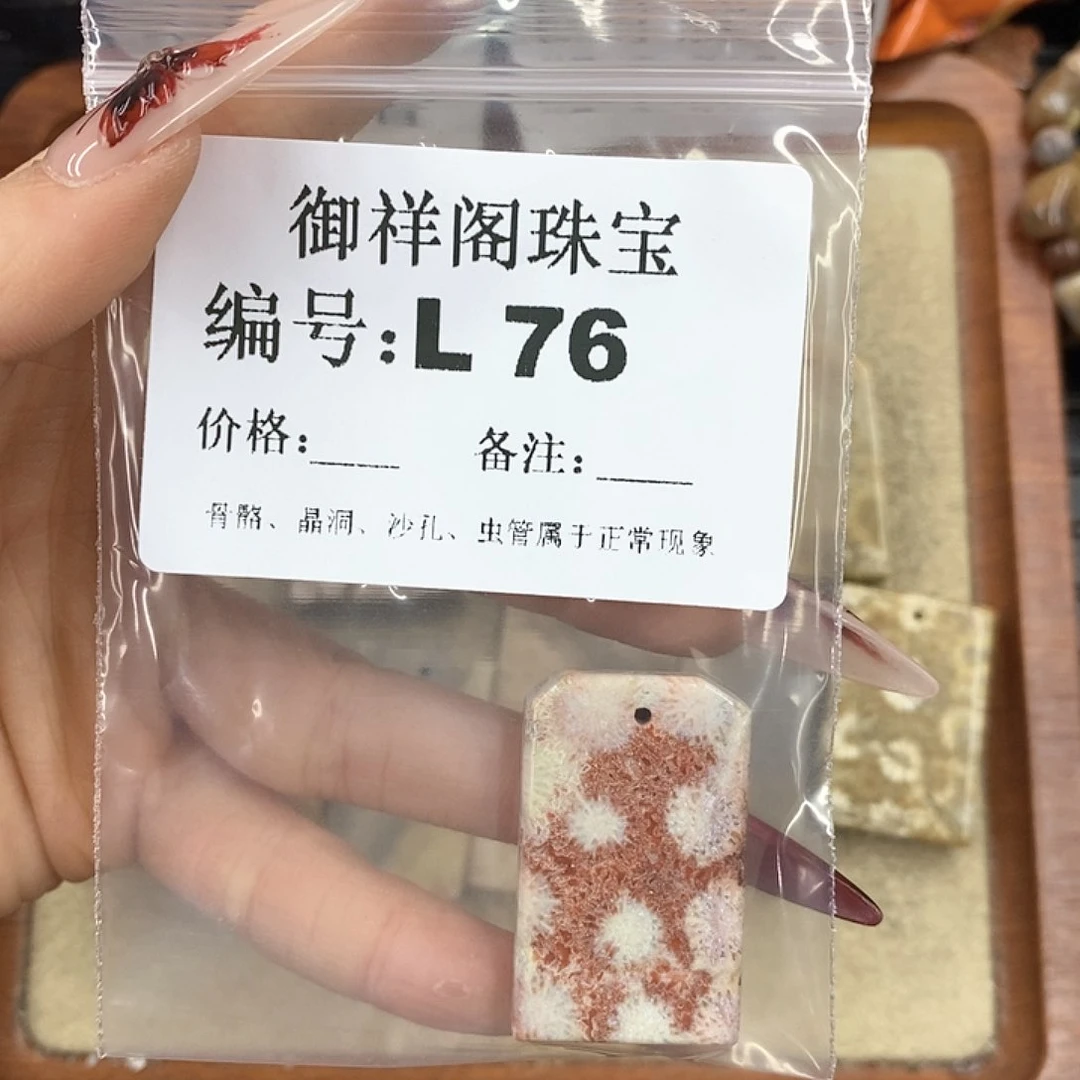 御祥阁珠宝
编号:L 76
价格:____ 备注:____
骨骼、晶洞、沙孔、虫管属于正常现象